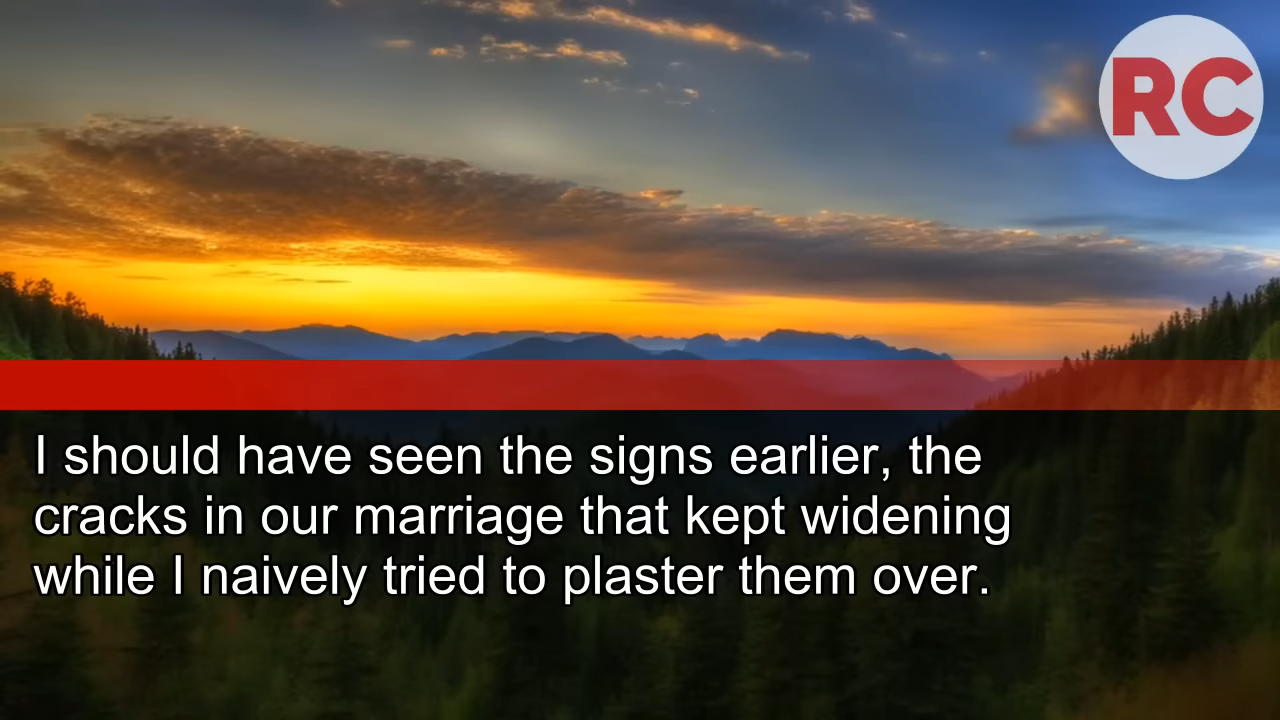 RC
I should have seen the signs earlier, the
cracks in our marriage that kept widening
while I naively tried to plaster them over.